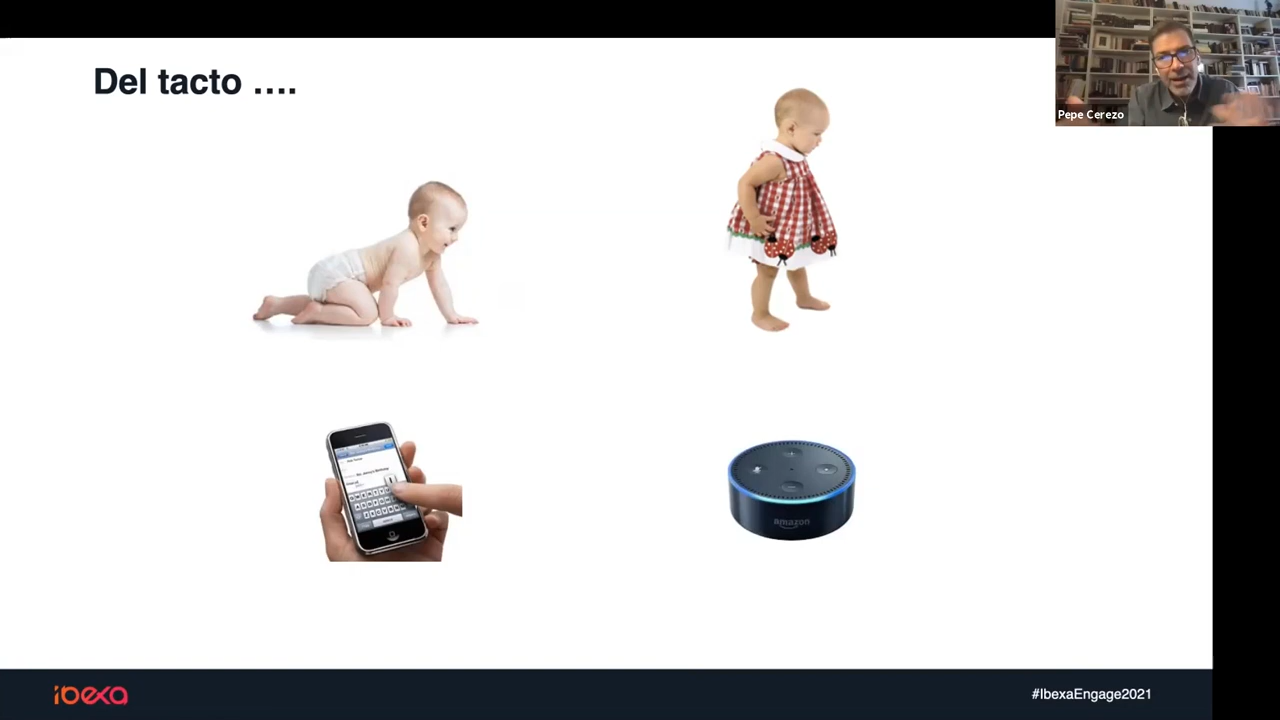 Del tacto ....
Pepe Cerezo
amazon
ibexa
#IbexaEngage2021